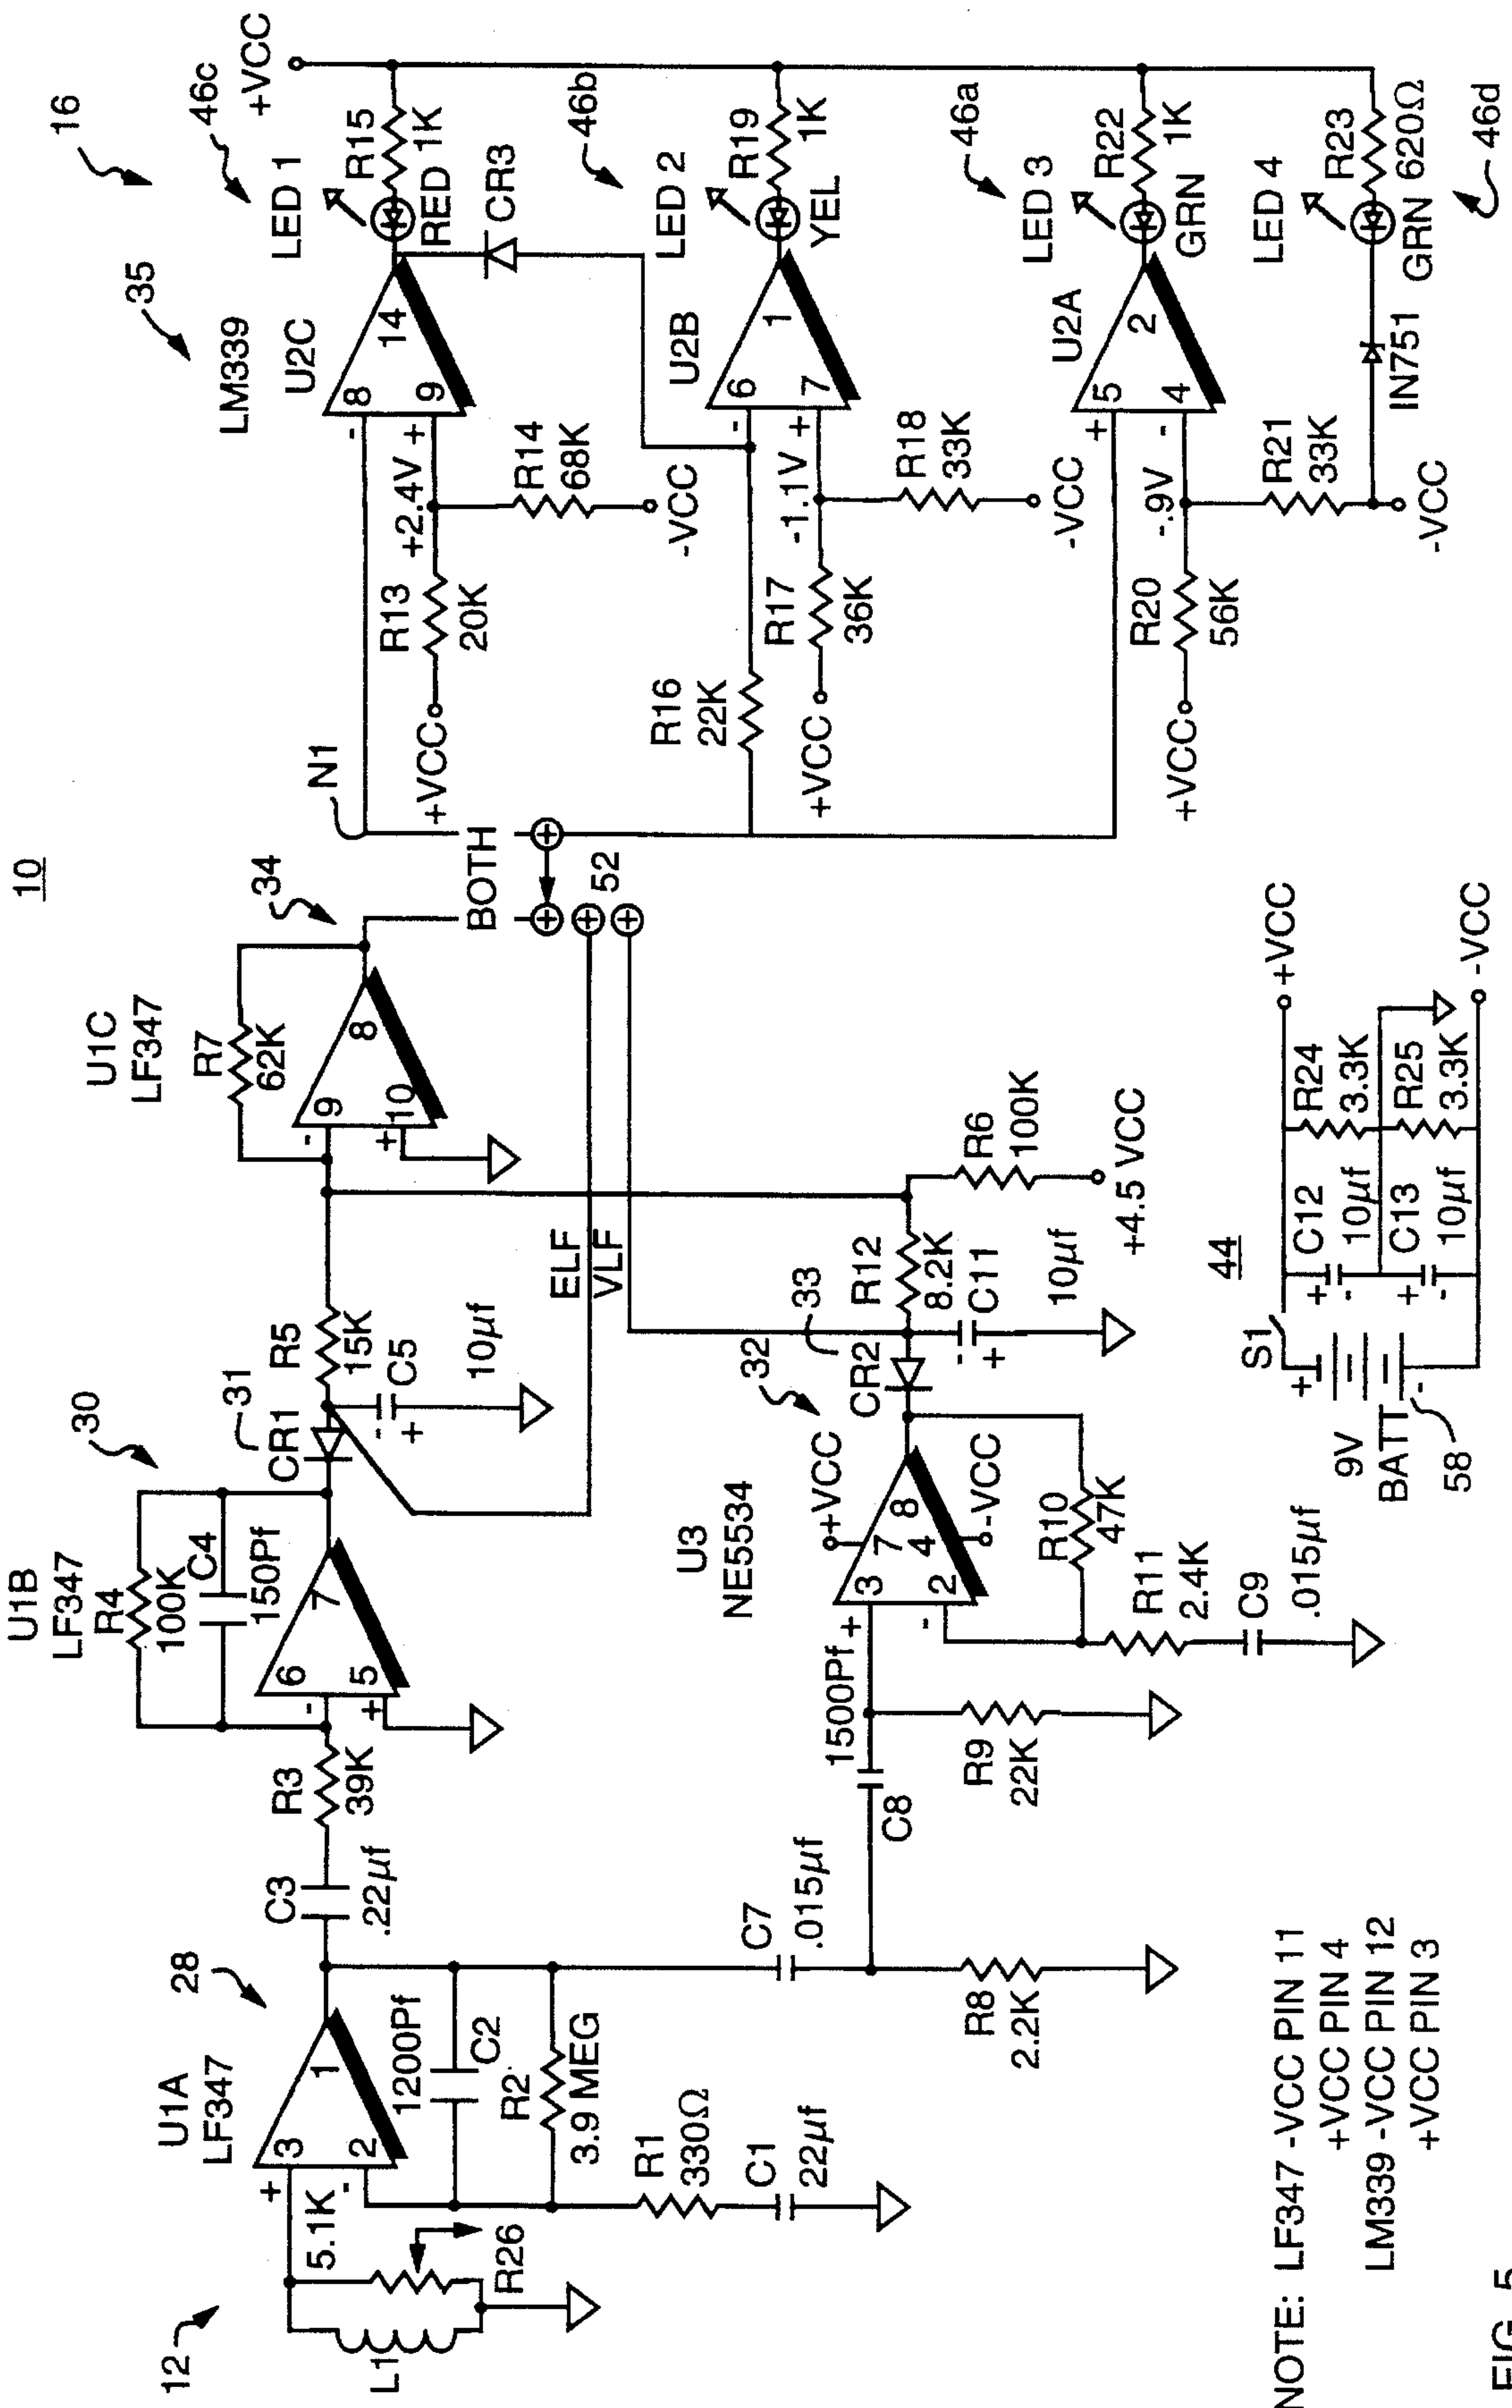 10
16
35
46c
+VCC
12
L1
5.1K
R26
U1A
LF347
3
2
1
+
-
28
1200Pf
C2
R2
3.9 MEG
R1
330Ω
C1
22µf
C3
.22µf
R3
39K
30
U1B
LF347
R4
100K
C4
150Pf
6
5
7
-
+
31
CR1
C5
-
+
10µf
R5
15K
ELF
VLF
U1C
LF347
R7
62K
9
10
8
-
+
34
BOTH
BOTH
52
N1
C7
.015µf
R8
2.2K
C8
1500Pf
R9
22K
U3
NE5534
+VCC
-VCC
3
2
7
4
8
+
-
32
33
R10
47K
R11
2.4K
C9
.015µf
CR2
C11
-
+
10µf
R12
8.2K
R6
100K
+4.5 VCC
LM339
U2C
8
9
14
-
+
+2.4V
R13
20K
+VCC
R14
68K
-VCC
LED 1
RED
R15
1K
CR3
46b
U2B
6
7
1
-
+
-1.1V
R16
22K
R17
36K
+VCC
R18
33K
-VCC
LED 2
YEL
R19
1K
46a
U2A
5
4
2
+
-
-.9V
R20
56K
+VCC
R21
33K
-VCC
LED 3
GRN
R22
1K
LED 4
GRN
R23
620Ω
IN751
46d
44
S1
9V
BATT
+
-
58
C12
10µf
+
-
C13
10µf
+
-
R24
3.3K
R25
3.3K
+VCC
-VCC
NOTE: LF347 -VCC PIN 11
+VCC PIN 4
LM339 -VCC PIN 12
+VCC PIN 3
FIG. 5